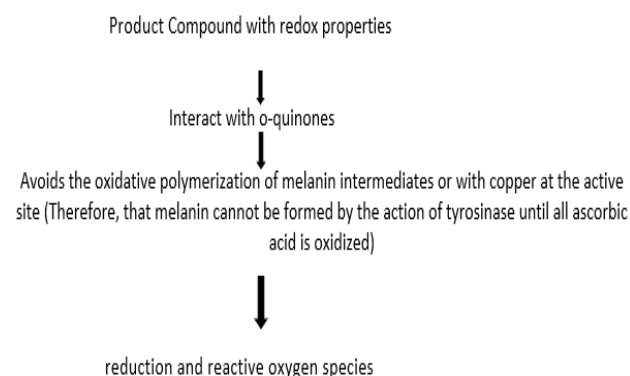 Product Compound with redox properties
Interact with o-quinones
Avoids the oxidative polymerization of melanin intermediates or with copper at the active
site (Therefore, that melanin cannot be formed by the action of tyrosinase until all ascorbic
acid is oxidized)
reduction and reactive oxygen species